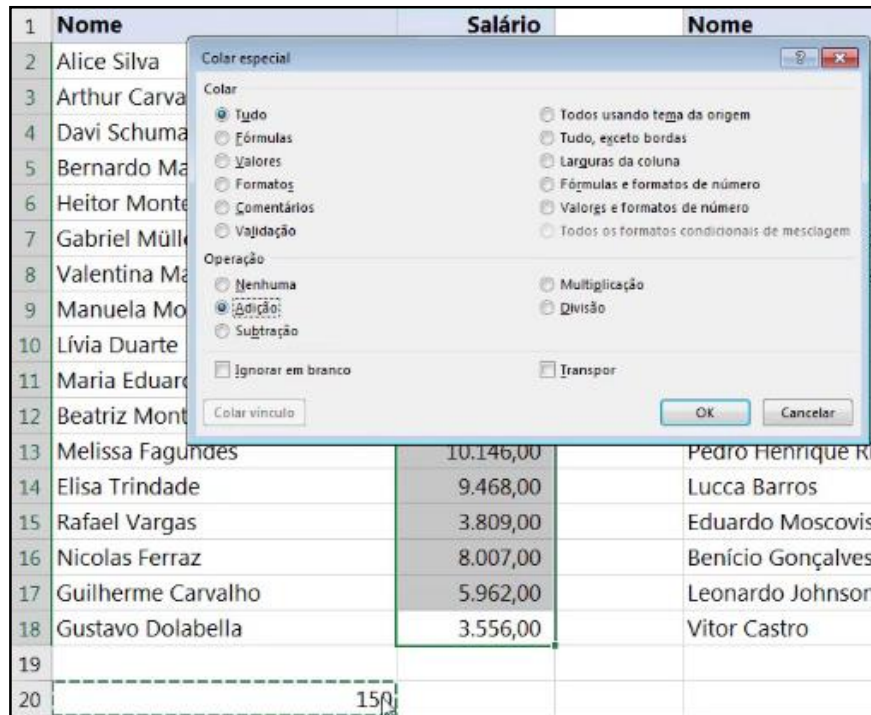 1 Nome Salário Nome
2 Alice Silva
3 Arthur Carva
4 Davi Schuma
5 Bernardo Ma
6 Heitor Monte
7 Gabriel Mülle
8 Valentina Ma
9 Manuela Mo
10 Lívia Duarte
11 Maria Eduard
12 Beatriz Mont
Colar especial
Colar
Tudo Todos usando tema da origem
Fórmulas Tudo, exceto bordas
Valores Larguras da coluna
Formatos Fórmulas e formatos de número
Comentários Valores e formatos de número
Validação Todos os formatos condicionais de mesclagem
Operação
Nenhuma Multiplicação
Adição Divisão
Subtração
Ignorar em branco Transpor
Colar vínculo OK Cancelar
13 Melissa Fagundes 10.146,00 Pedro Henrique Ri
14 Elisa Trindade 9.468,00 Lucca Barros
15 Rafael Vargas 3.809,00 Eduardo Moscovis
16 Nicolas Ferraz 8.007,00 Benício Gonçalves
17 Guilherme Carvalho 5.962,00 Leonardo Johnson
18 Gustavo Dolabella 3.556,00 Vitor Castro
19
20 150